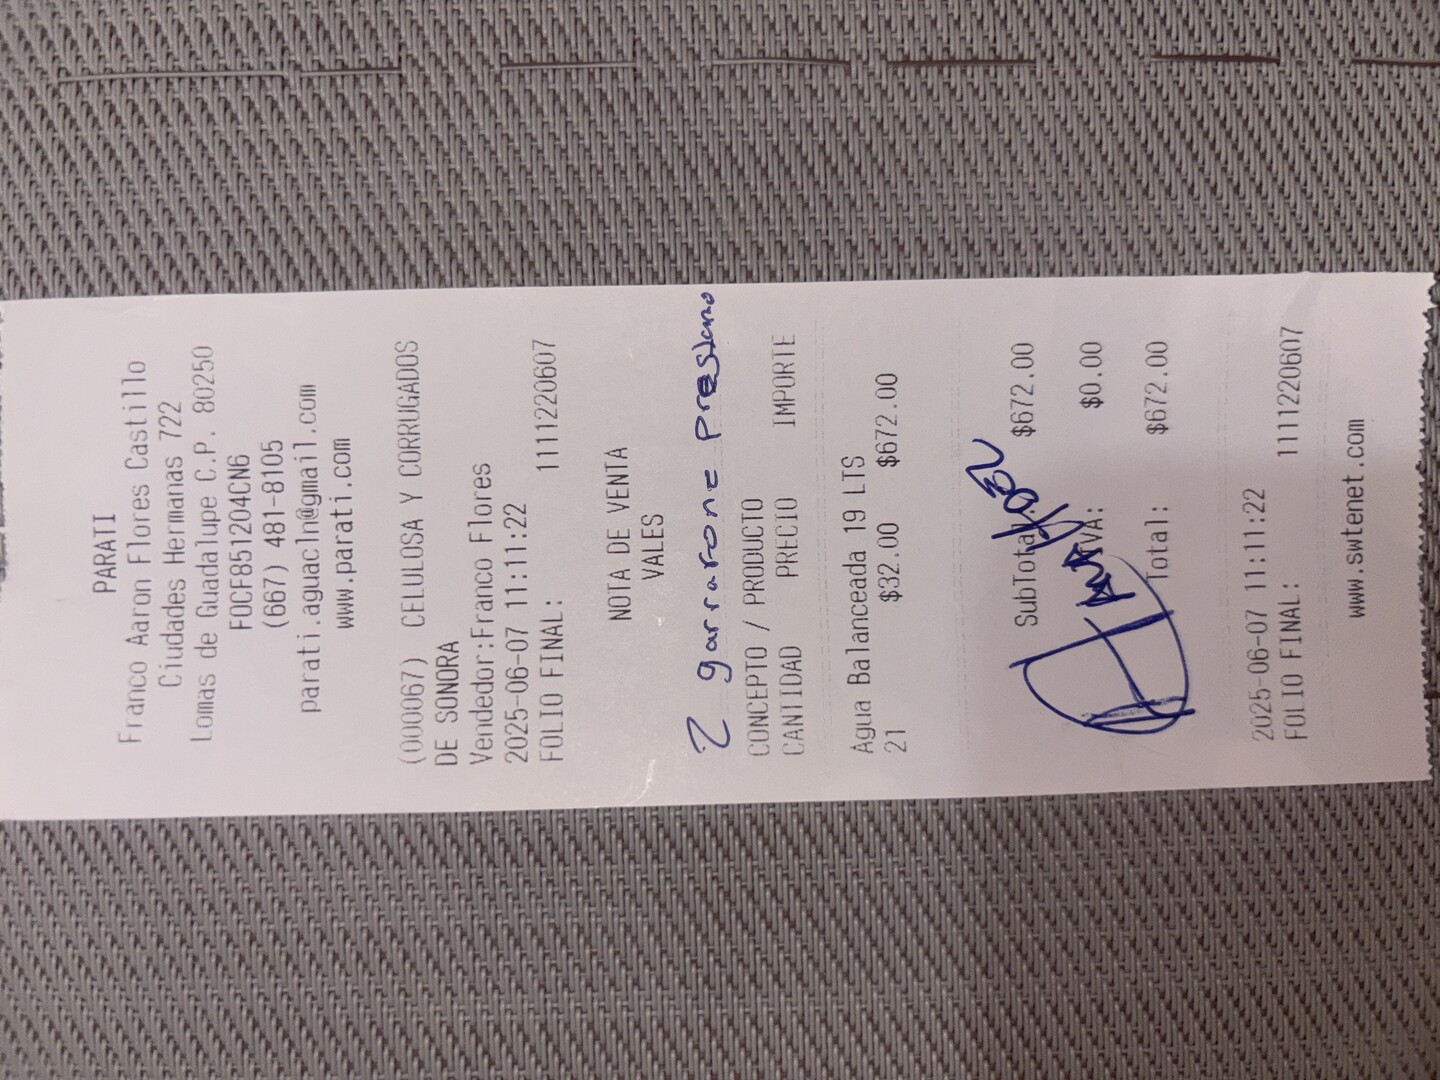 PARATI
Franco Aaron Flores Castillo
Ciudades Hermanas 722
Lomas de Guadalupe C.P. 80250
FOCF851204CN6
(667) 481-8105
parati.aguacln@gmail.com
www.parati.com
(000067) CELULOSA Y CORRUGADOS
DE SONORA
Vendedor:Franco Flores
2025-06-07 11:11:22
FOLIO FINAL: 1111220607
NOTA DE VENTA
VALES
2 garrarone prestamo
CONCEPTO / PRODUCTO
CANTIDAD PRECIO IMPORTE
Agua Balanceada 19 LTS
21 $32.00 $672.00
SubTotal $672.00
IVA: $0.00
Total: $672.00
2025-06-07 11:11:22
FOLIO FINAL: 1111220607
www.swtenet.com